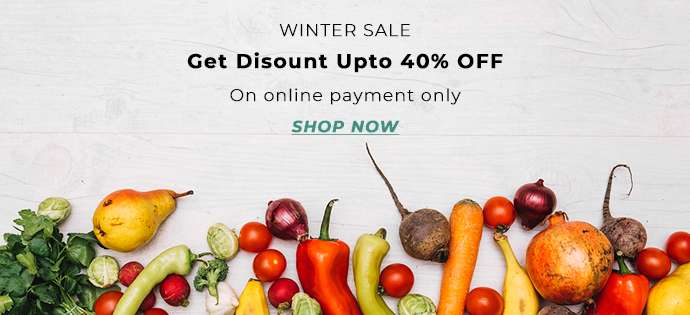 WINTER SALE
Get Disount Upto 40% OFF
On online payment only
SHOP NOW